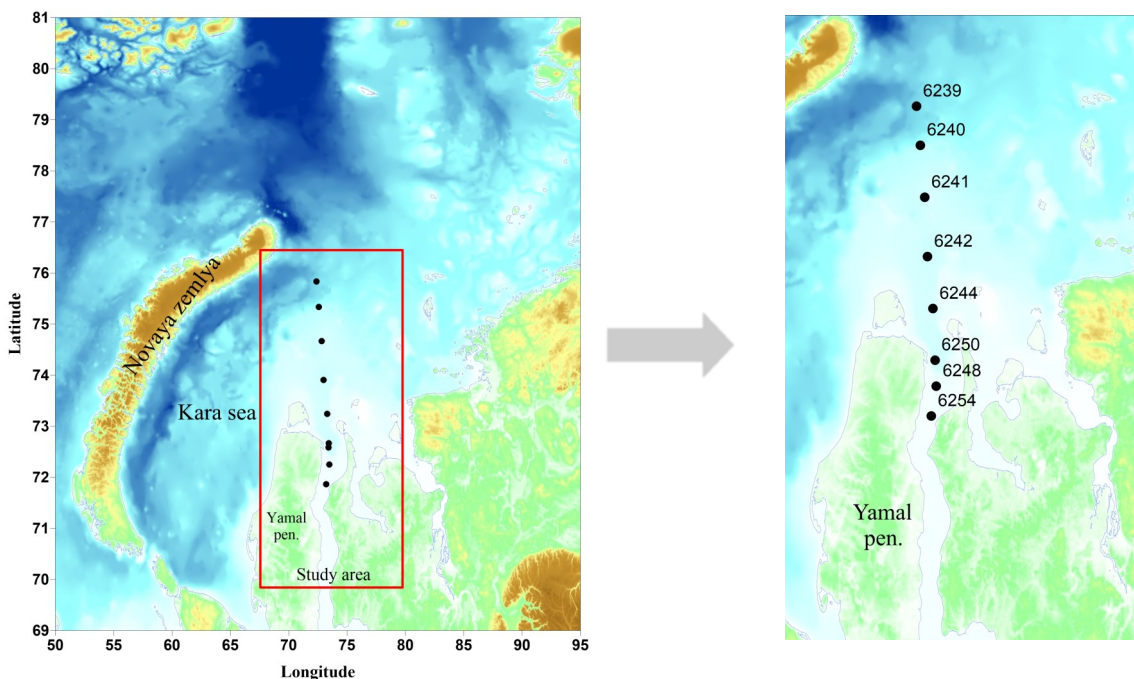 81
80
79
78
77
76
75
74
73
72
71
70
69
Latitude
50 55 60 65 70 75 80 85 90 95
Longitude
Novaya zemlya
Kara sea
Yamal
pen.
Study area
6239
6240
6241
6242
6244
6250
6248
6254
Yamal
pen.